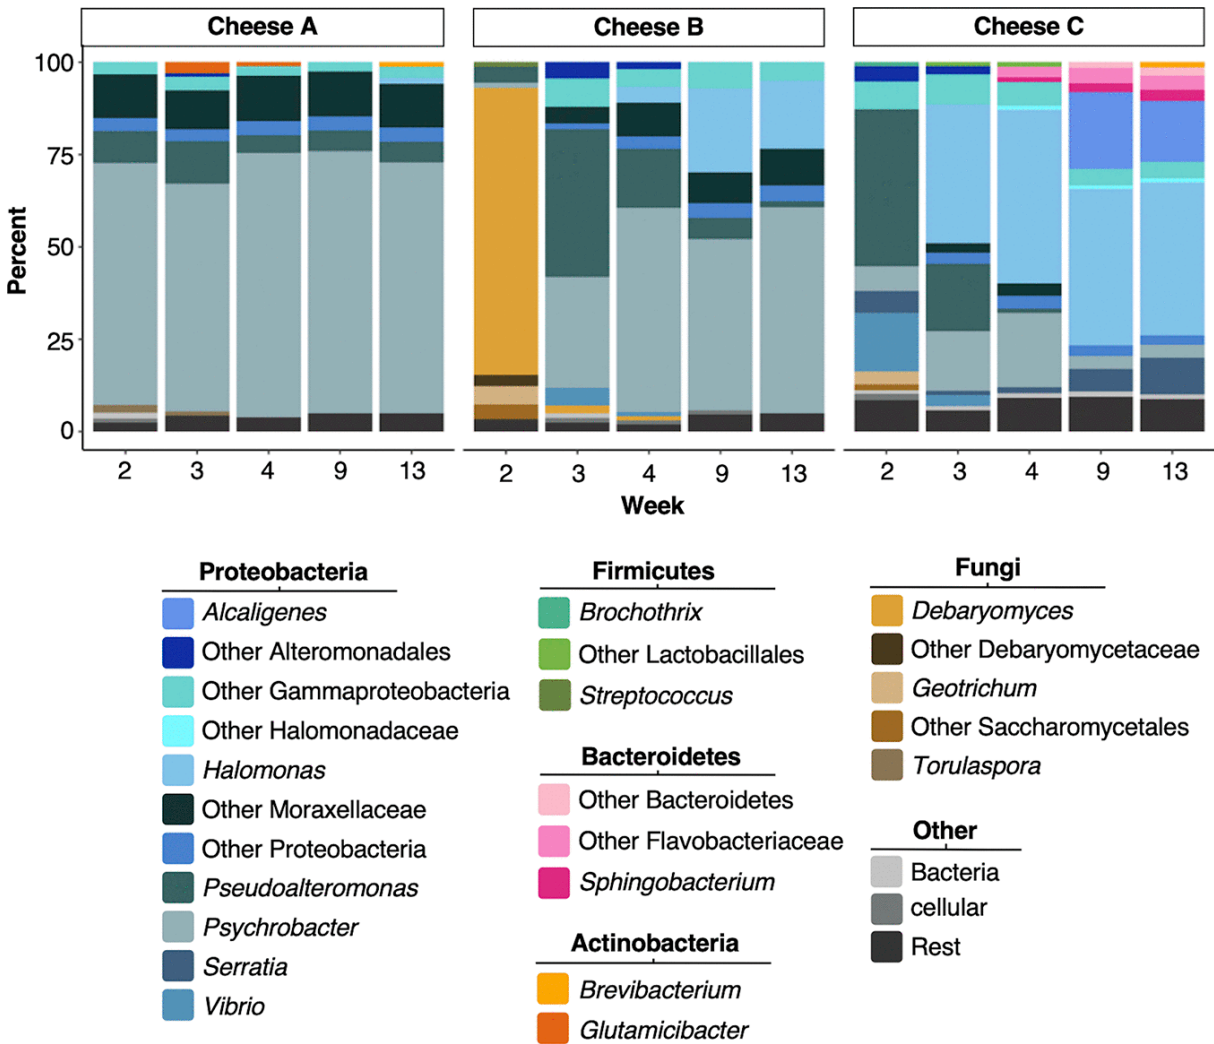 Cheese A
Cheese B
Cheese C
Percent
100
75
50
25
0
2 3 4 9 13
2 3 4 9 13
2 3 4 9 13
Week
Proteobacteria
Alcaligenes
Other Alteromonadales
Other Gammaproteobacteria
Other Halomonadaceae
Halomonas
Other Moraxellaceae
Other Proteobacteria
Pseudoalteromonas
Psychrobacter
Serratia
Vibrio
Firmicutes
Brochothrix
Other Lactobacillales
Streptococcus
Bacteroidetes
Other Bacteroidetes
Other Flavobacteriaceae
Sphingobacterium
Actinobacteria
Brevibacterium
Glutamicibacter
Fungi
Debaryomyces
Other Debaryomycetaceae
Geotrichum
Other Saccharomycetales
Torulaspora
Other
Bacteria
cellular
Rest